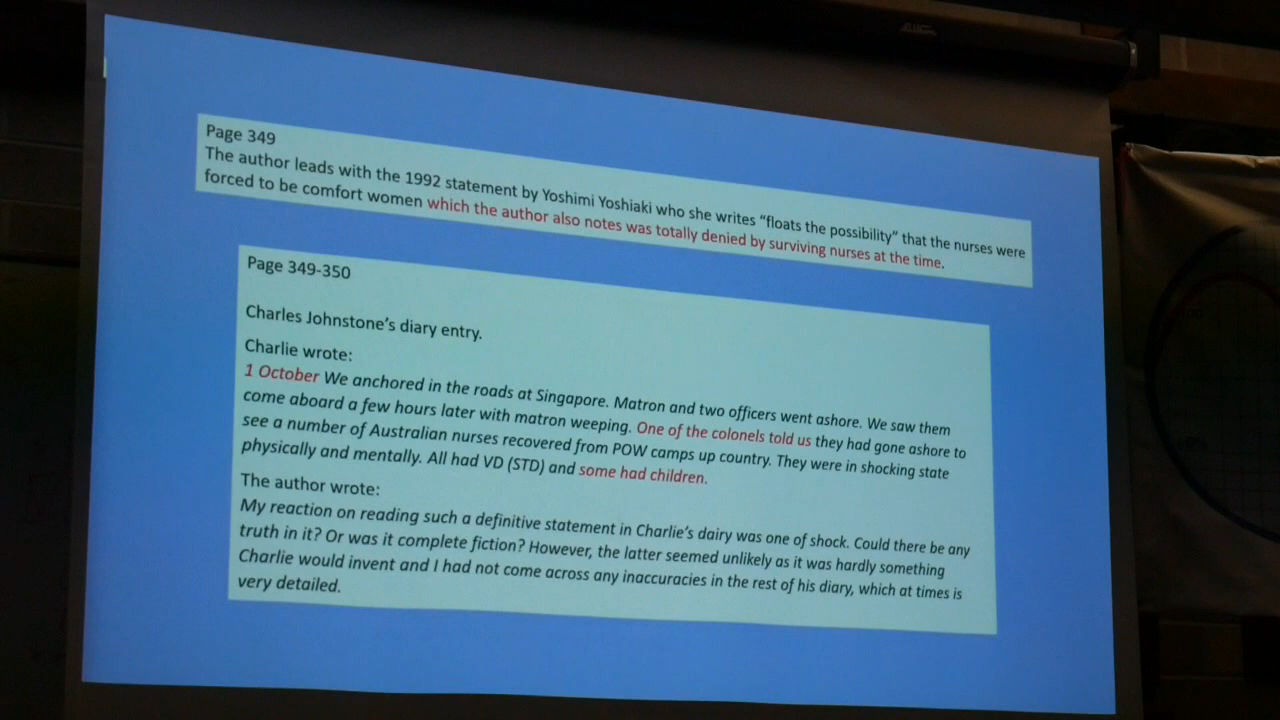 Page 349
The author leads with the 1992 statement by Yoshimi Yoshiaki who she writes “floats the possibility” that the nurses were
forced to be comfort women which the author also notes was totally denied by surviving nurses at the time.
Page 349-350
Charles Johnstone’s diary entry.
Charlie wrote:
1 October We anchored in the roads at Singapore. Matron and two officers went ashore. We saw them
come aboard a few hours later with matron weeping. One of the colonels told us they had gone ashore to
see a number of Australian nurses recovered from POW camps up country. They were in shocking state
physically and mentally. All had VD (STD) and some had children.
The author wrote:
My reaction on reading such a definitive statement in Charlie’s dairy was one of shock. Could there be any
truth in it? Or was it complete fiction? However, the latter seemed unlikely as it was hardly something
Charlie would invent and I had not come across any inaccuracies in the rest of his diary, which at times is
very detailed.